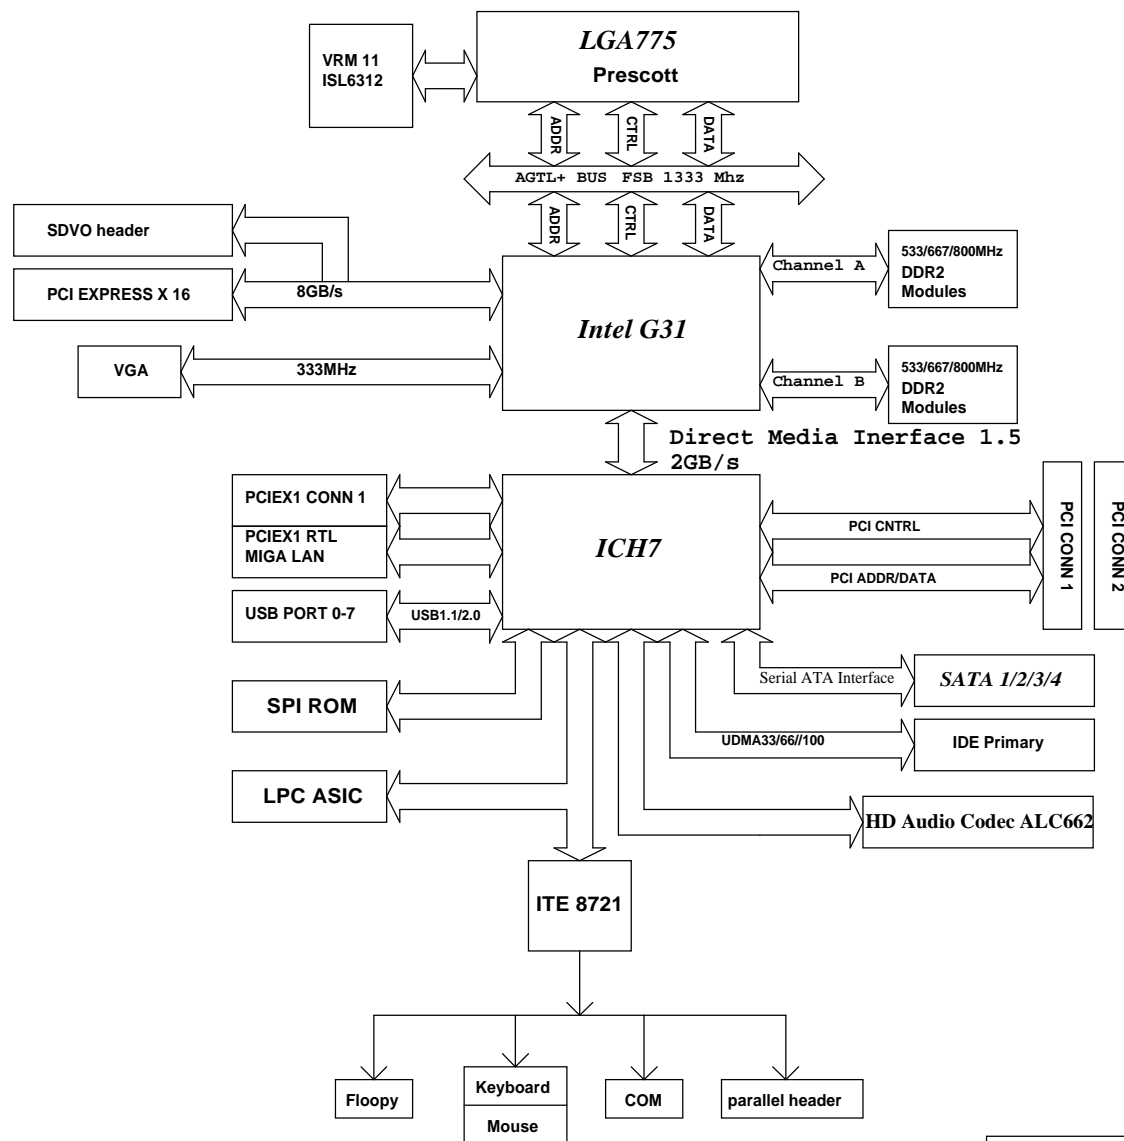 LGA775
Prescott
VRM 11
ISL6312
ADDR
CTRL
DATA
AGTL+ BUS FSB 1333 Mhz
ADDR
CTRL
DATA
SDVO header
PCI EXPRESS X 16
8GB/s
VGA
333MHz
Intel G31
Channel A
533/667/800MHz
DDR2
Modules
Channel B
533/667/800MHz
DDR2
Modules
Direct Media Inerface 1.5
2GB/s
PCIEX1 CONN 1
PCIEX1 RTL
MIGA LAN
USB PORT 0-7
USB1.1/2.0
ICH7
PCI CNTRL
PCI ADDR/DATA
PCI CONN 1
PCI CONN 2
SPI ROM
LPC ASIC
Serial ATA Interface
SATA 1/2/3/4
UDMA33/66//100
IDE Primary
HD Audio Codec ALC662
ITE 8721
Floopy
Keyboard
Mouse
COM
parallel header